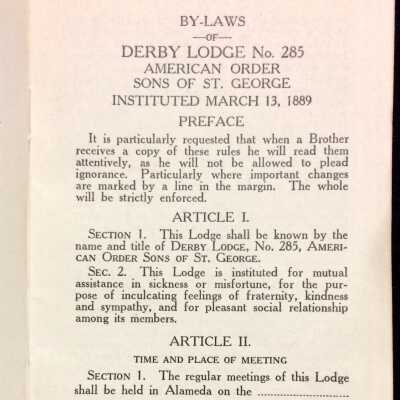 BY-LAWS
—OF—
DERBY LODGE No. 285
AMERICAN ORDER
SONS OF ST. GEORGE
INSTITUTED MARCH 13, 1889
PREFACE
It is particularly requested that when a Brother
receives a copy of these rules he will read them
attentively, as he will not be allowed to plead
ignorance. Particularly where important changes
are marked by a line in the margin. The whole
will be strictly enforced.
ARTICLE I.
SECTION 1. This Lodge shall be known by the
name and title of DERBY LODGE, NO. 285, AMERI-
CAN ORDER SONS OF ST. GEORGE.
SEC. 2. This Lodge is instituted for mutual
assistance in sickness or misfortune, for the pur-
pose of inculcating feelings of fraternity, kindness
and sympathy, and for pleasant social relationship
among its members.
ARTICLE II.
TIME AND PLACE OF MEETING
SECTION 1. The regular meetings of this Lodge
shall be held in Alameda on the ........................